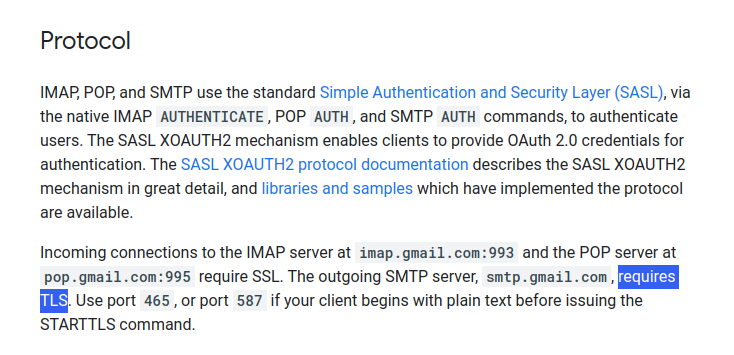 Protocol
IMAP, POP, and SMTP use the standard Simple Authentication and Security Layer (SASL), via
the native IMAP AUTHENTICATE, POP AUTH, and SMTP AUTH commands, to authenticate
users. The SASL XOAUTH2 mechanism enables clients to provide OAuth 2.0 credentials for
authentication. The SASL XOAUTH2 protocol documentation describes the SASL XOAUTH2
mechanism in great detail, and libraries and samples which have implemented the protocol
are available.
Incoming connections to the IMAP server at imap.gmail.com:993 and the POP server at
pop.gmail.com:995 require SSL. The outgoing SMTP server, smtp.gmail.com, requires
TLS. Use port 465, or port 587 if your client begins with plain text before issuing the
STARTTLS command.